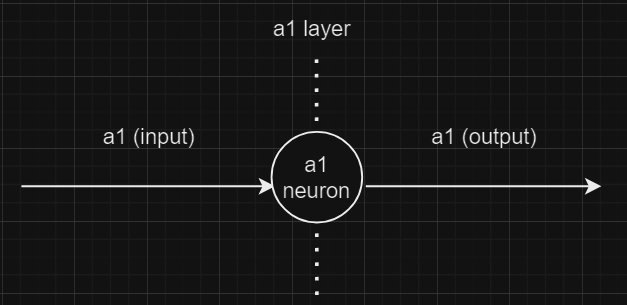 a1 layer
a1 (input)
a1 (output)
a1
neuron